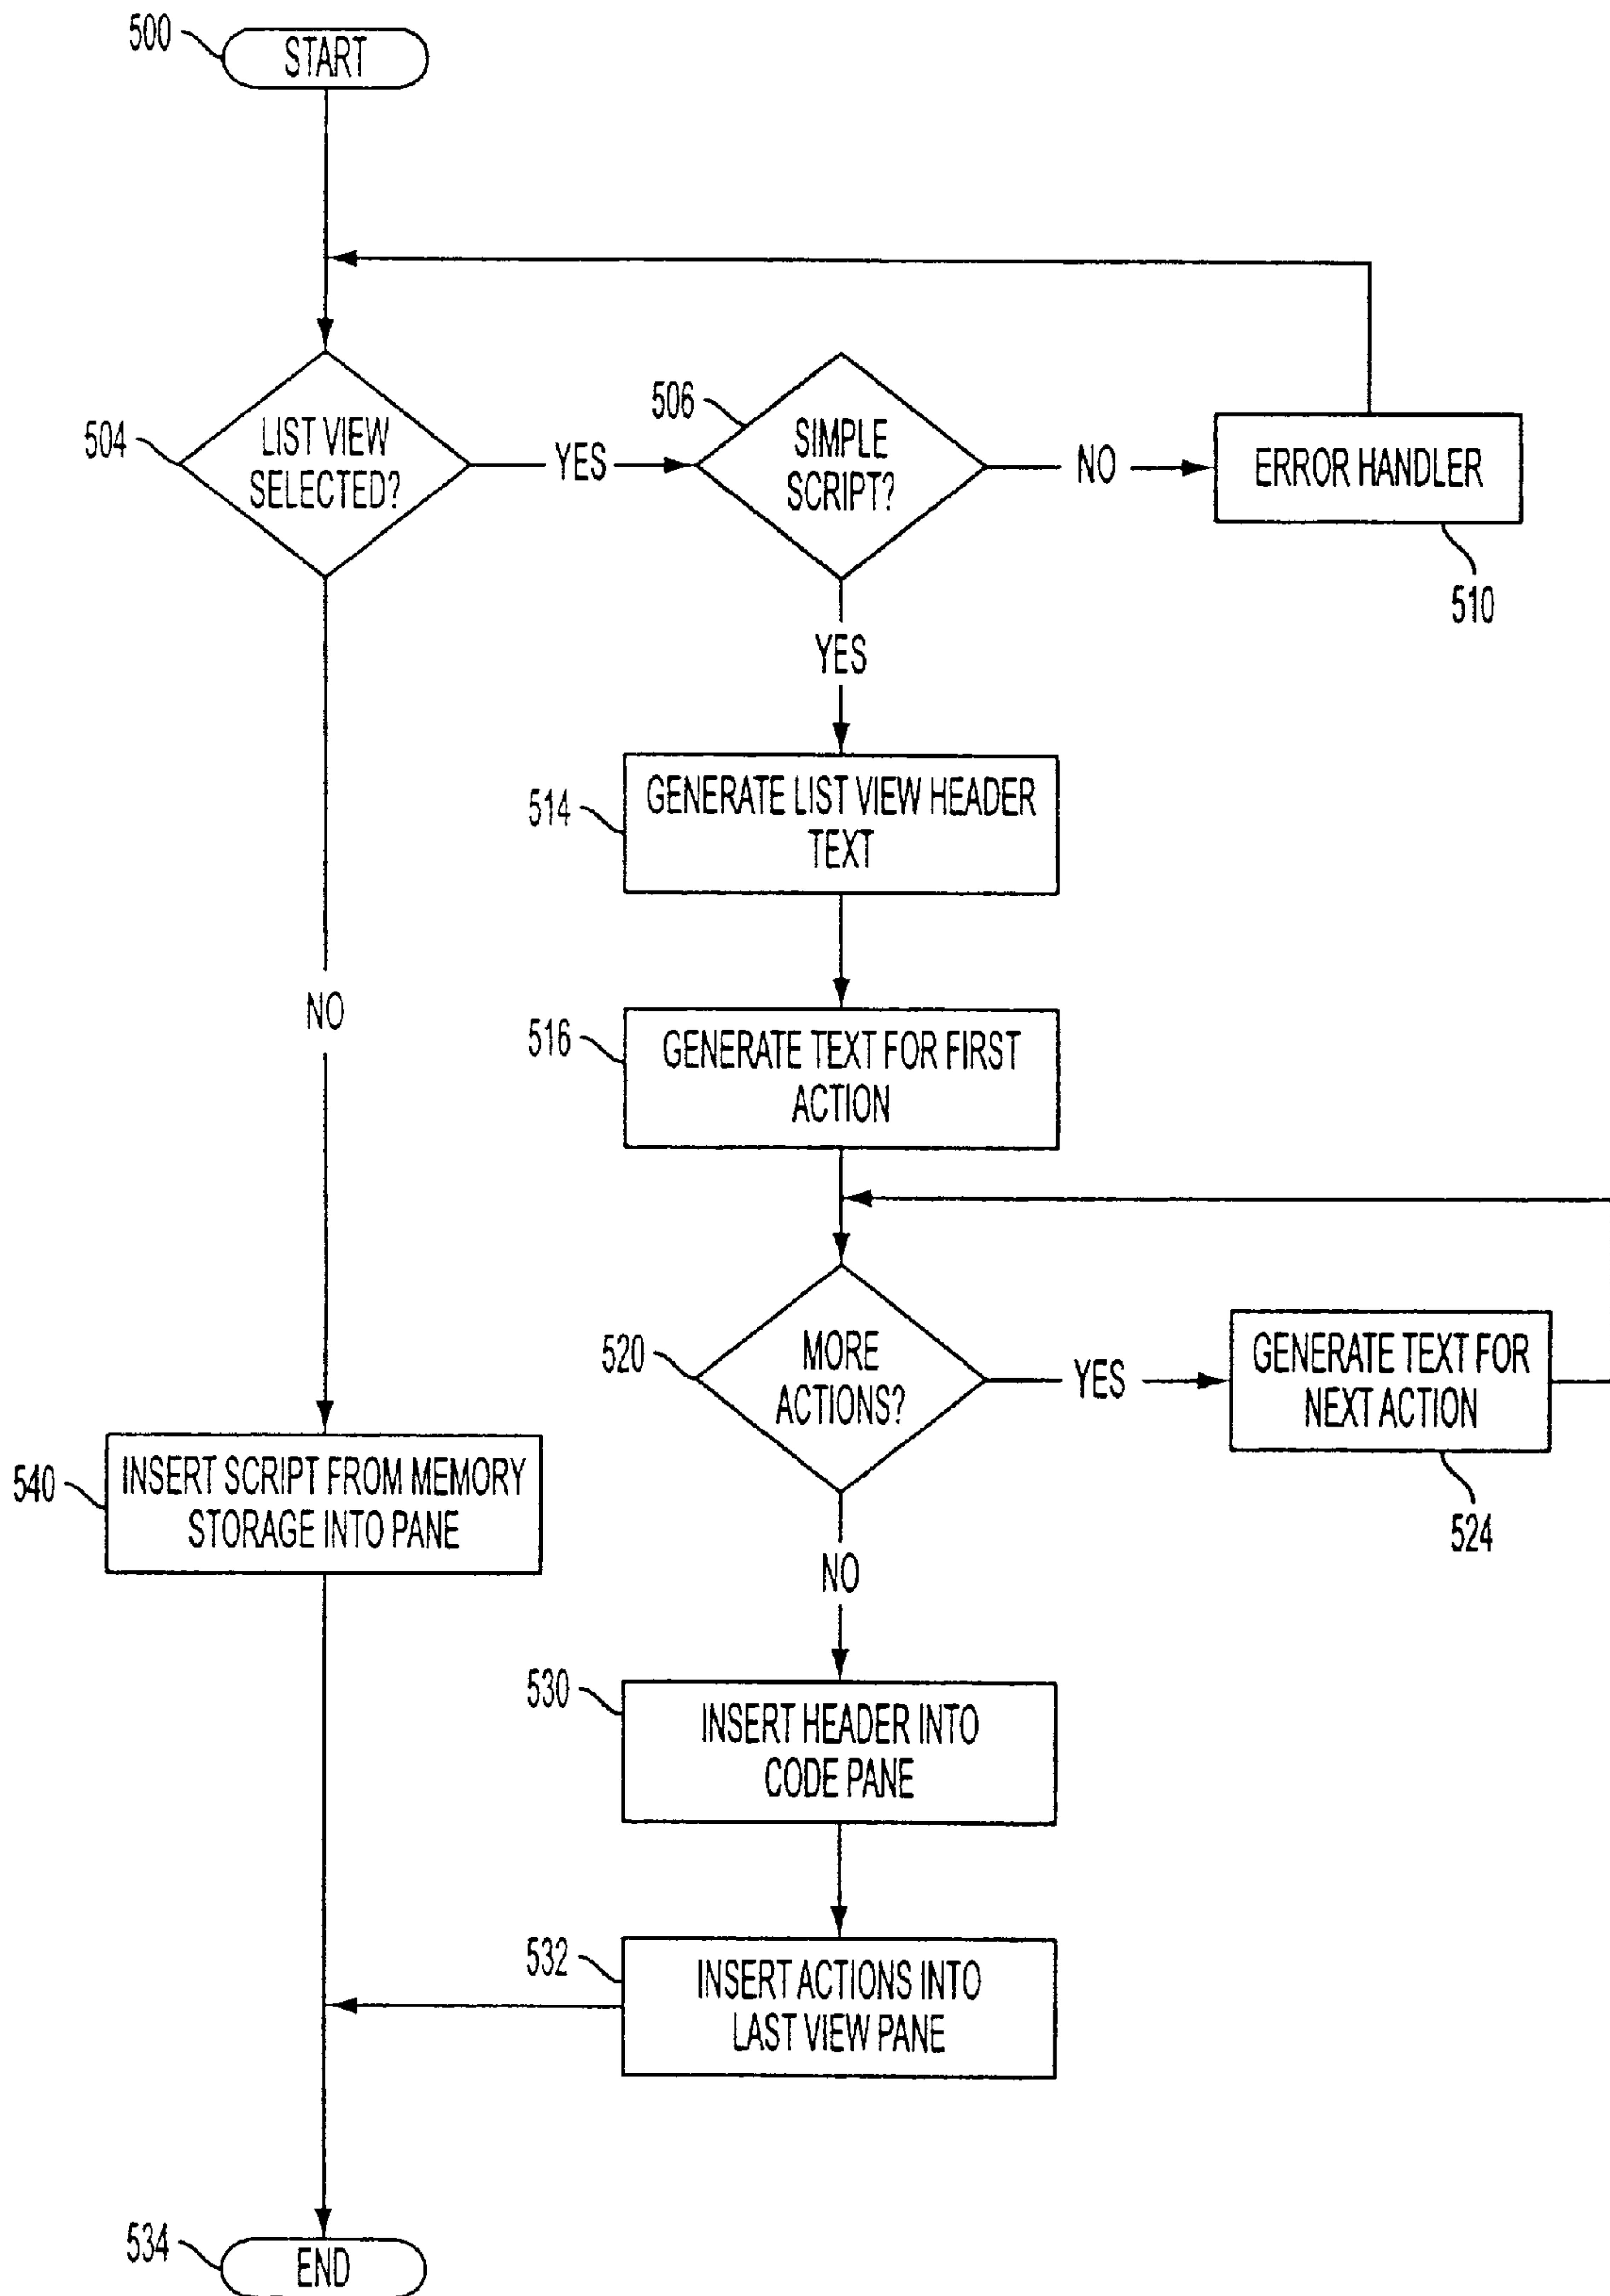 500
START
504
LIST VIEW
SELECTED?
YES
506
SIMPLE
SCRIPT?
NO
ERROR HANDLER
510
YES
514
GENERATE LIST VIEW HEADER
TEXT
NO
516
GENERATE TEXT FOR FIRST
ACTION
520
MORE
ACTIONS?
YES
GENERATE TEXT FOR
NEXT ACTION
524
540
INSERT SCRIPT FROM MEMORY
STORAGE INTO PANE
NO
530
INSERT HEADER INTO
CODE PANE
532
INSERT ACTIONS INTO
LAST VIEW PANE
534
END